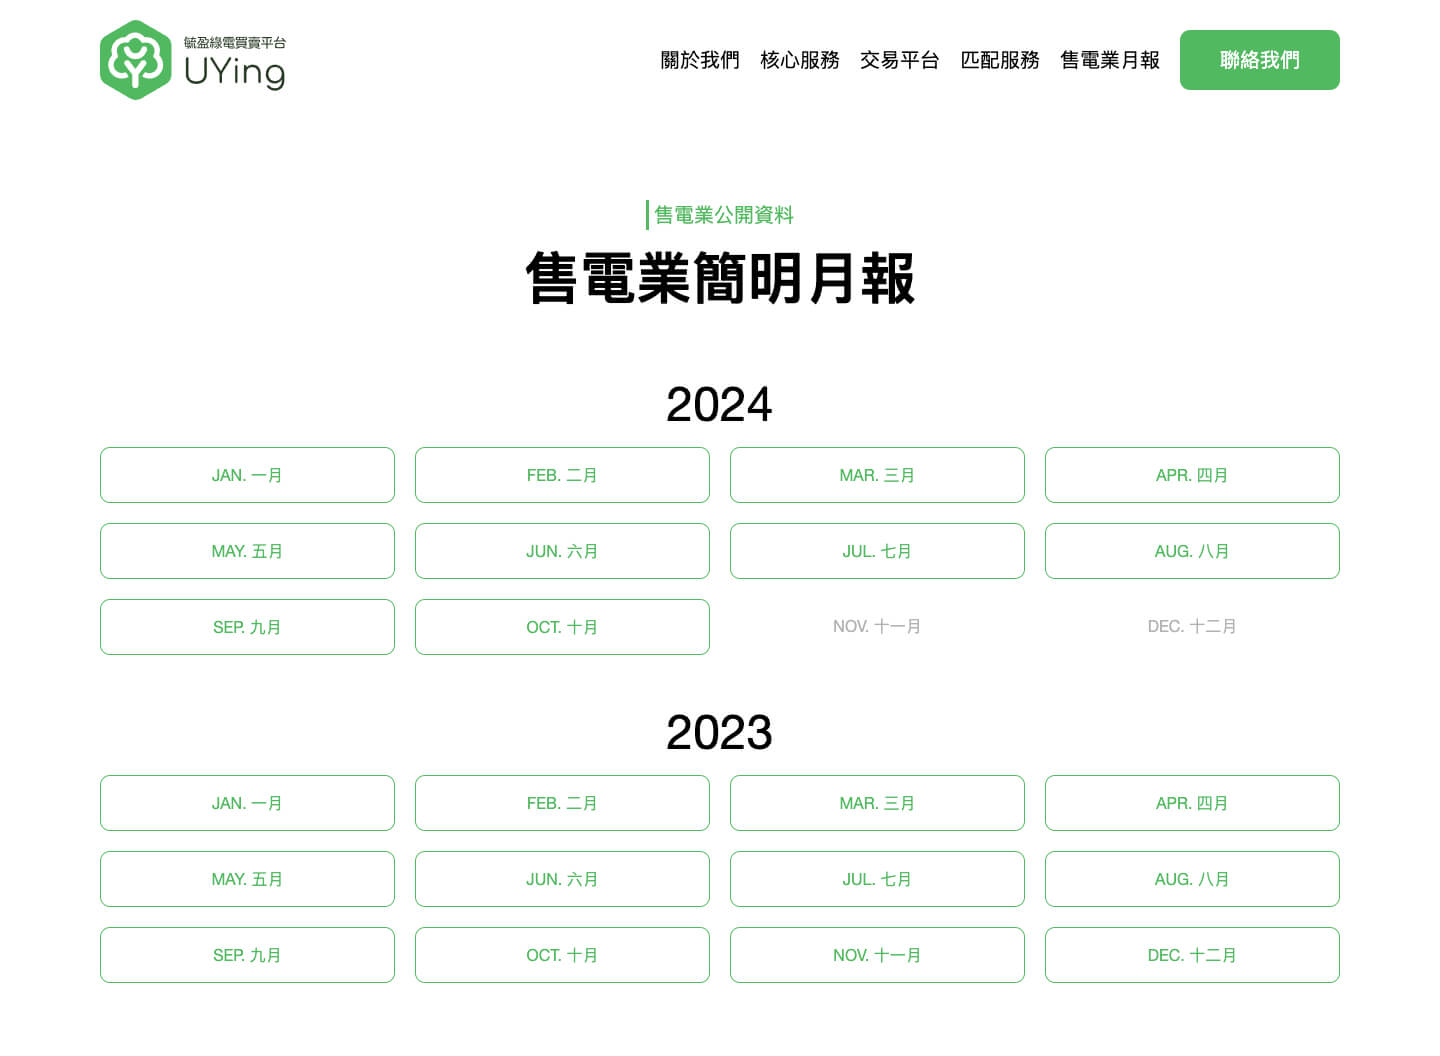 毓盈綠電買賣平台
UYing
關於我們 核心服務 交易平台 匹配服務 售電業月報 聯絡我們
售電業公開資料
售電業簡明月報
2024
JAN. 一月 FEB. 二月 MAR. 三月 APR. 四月
MAY. 五月 JUN. 六月 JUL. 七月 AUG. 八月
SEP. 九月 OCT. 十月 NOV. 十一月 DEC. 十二月
2023
JAN. 一月 FEB. 二月 MAR. 三月 APR. 四月
MAY. 五月 JUN. 六月 JUL. 七月 AUG. 八月
SEP. 九月 OCT. 十月 NOV. 十一月 DEC. 十二月